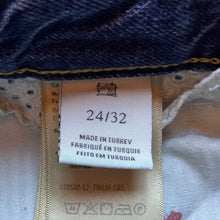 24/32
MADE IN TURKEY
FABRIQUÉ EN TURQUIE
FEITO EM TURQUIA